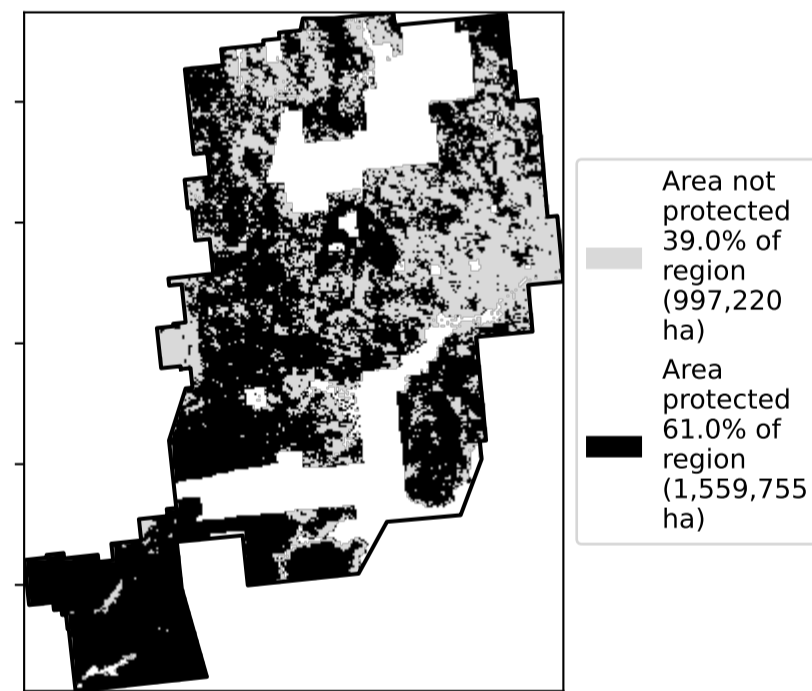 Area not
protected
39.0% of
region
(997,220
ha)
Area
protected
61.0% of
region
(1,559,755
ha)